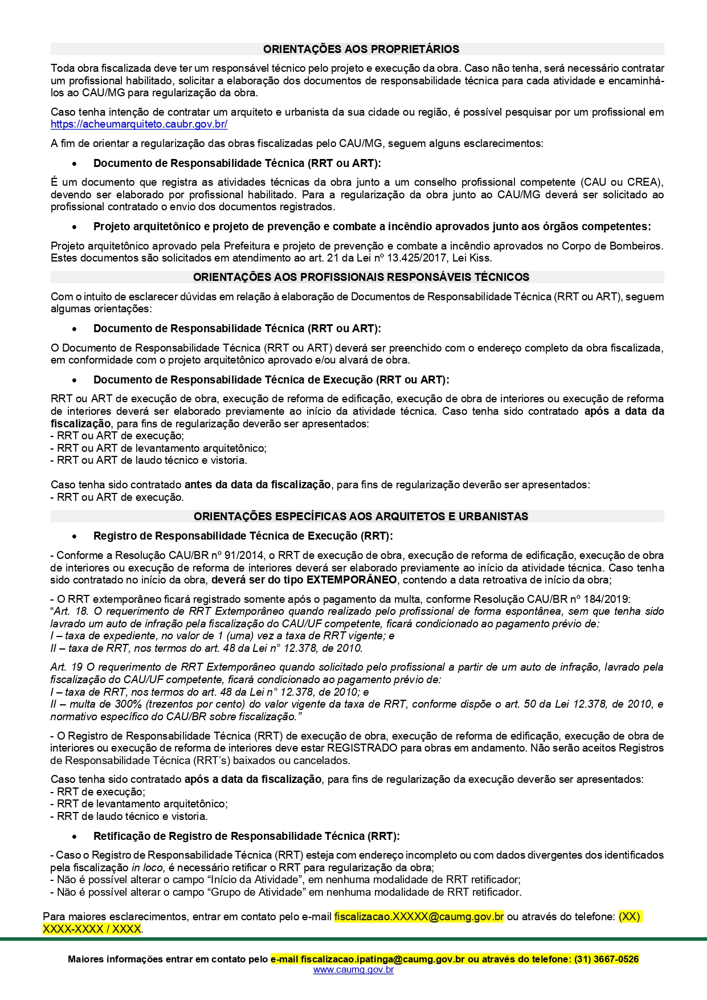 ORIENTAÇÕES AOS PROPRIETÁRIOS
Toda obra fiscalizada deve ter um responsável técnico pelo projeto e execução da obra. Caso não tenha, será necessário contratar
um profissional habilitado, solicitar a elaboração dos documentos de responsabilidade técnica para cada atividade e encaminhá-
los ao CAU/MG para regularização da obra.
Caso tenha intenção de contratar um arquiteto e urbanista da sua cidade ou região, é possível pesquisar por um profissional em
https://acheumarquiteto.caubr.gov.br/
A fim de orientar a regularização das obras fiscalizadas pelo CAU/MG, seguem alguns esclarecimentos:
• Documento de Responsabilidade Técnica (RRT ou ART):
É um documento que registra as atividades técnicas da obra junto a um conselho profissional competente (CAU ou CREA),
devendo ser elaborado por profissional habilitado. Para a regularização da obra junto ao CAU/MG deverá ser solicitado ao
profissional contratado o envio dos documentos registrados.
• Projeto arquitetônico e projeto de prevenção e combate a incêndio aprovados junto aos órgãos competentes:
Projeto arquitetônico aprovado pela Prefeitura e projeto de prevenção e combate a incêndio aprovados no Corpo de Bombeiros.
Estes documentos são solicitados em atendimento ao art. 21 da Lei nº 13.425/2017, Lei Kiss.
ORIENTAÇÕES AOS PROFISSIONAIS RESPONSÁVEIS TÉCNICOS
Com o intuito de esclarecer dúvidas em relação à elaboração de Documentos de Responsabilidade Técnica (RRT ou ART), seguem
algumas orientações:
• Documento de Responsabilidade Técnica (RRT ou ART):
O Documento de Responsabilidade Técnica (RRT ou ART) deverá ser preenchido com o endereço completo da obra fiscalizada,
em conformidade com o projeto arquitetônico aprovado e/ou alvará de obra.
• Documento de Responsabilidade Técnica de Execução (RRT ou ART):
RRT ou ART de execução de obra, execução de reforma de edificação, execução de obra de interiores ou execução de reforma
de interiores deverá ser elaborado previamente ao início da atividade técnica. Caso tenha sido contratado após a data da
fiscalização, para fins de regularização deverão ser apresentados:
- RRT ou ART de execução;
- RRT ou ART de levantamento arquitetônico;
- RRT ou ART de laudo técnico e vistoria.
Caso tenha sido contratado antes da data da fiscalização, para fins de regularização deverão ser apresentados:
- RRT ou ART de execução.
ORIENTAÇÕES ESPECÍFICAS AOS ARQUITETOS E URBANISTAS
• Registro de Responsabilidade Técnica de Execução (RRT):
- Conforme a Resolução CAU/BR nº 91/2014, o RRT de execução de obra, execução de reforma de edificação, execução de obra
de interiores ou execução de reforma de interiores deverá ser elaborado previamente ao início da atividade técnica. Caso tenha
sido contratado no início da obra, deverá ser do tipo EXTEMPORÂNEO, contendo a data retroativa de início da obra;
- O RRT extemporâneo ficará registrado somente após o pagamento da multa, conforme Resolução CAU/BR nº 184/2019:
“Art. 18. O requerimento de RRT Extemporâneo quando realizado pelo profissional de forma espontânea, sem que tenha sido
lavrado um auto de infração pela fiscalização do CAU/UF competente, ficará condicionado ao pagamento prévio de:
I – taxa de expediente, no valor de 1 (uma) vez a taxa de RRT vigente; e
II – taxa de RRT, nos termos do art. 48 da Lei n° 12.378, de 2010.
Art. 19 O requerimento de RRT Extemporâneo quando solicitado pelo profissional a partir de um auto de infração, lavrado pela
fiscalização do CAU/UF competente, ficará condicionado ao pagamento prévio de:
I – taxa de RRT, nos termos do art. 48 da Lei n° 12.378, de 2010; e
II – multa de 300% (trezentos por cento) do valor vigente da taxa de RRT, conforme dispõe o art. 50 da Lei 12.378, de 2010, e
normativo específico do CAU/BR sobre fiscalização.”
- O Registro de Responsabilidade Técnica (RRT) de execução de obra, execução de reforma de edificação, execução de obra de
interiores ou execução de reforma de interiores deve estar REGISTRADO para obras em andamento. Não serão aceitos Registros
de Responsabilidade Técnica (RRT’s) baixados ou cancelados.
Caso tenha sido contratado após a data da fiscalização, para fins de regularização da execução deverão ser apresentados:
- RRT de execução;
- RRT de levantamento arquitetônico;
- RRT de laudo técnico e vistoria.
• Retificação de Registro de Responsabilidade Técnica (RRT):
- Caso o Registro de Responsabilidade Técnica (RRT) esteja com endereço incompleto ou com dados divergentes dos identificados
pela fiscalização in loco, é necessário retificar o RRT para regularização da obra;
- Não é possível alterar o campo “Início da Atividade”, em nenhuma modalidade de RRT retificador;
- Não é possível alterar o campo “Grupo de Atividade” em nenhuma modalidade de RRT retificador.
Para maiores esclarecimentos, entrar em contato pelo e-mail fiscalizacao.XXXXX@caumg.gov.br ou através do telefone: (XX)
XXXX-XXXX / XXXX.
Maiores informações entrar em contato pelo e-mail fiscalizacao.ipatinga@caumg.gov.br ou através do telefone: (31) 3667-0526
www.caumg.gov.br